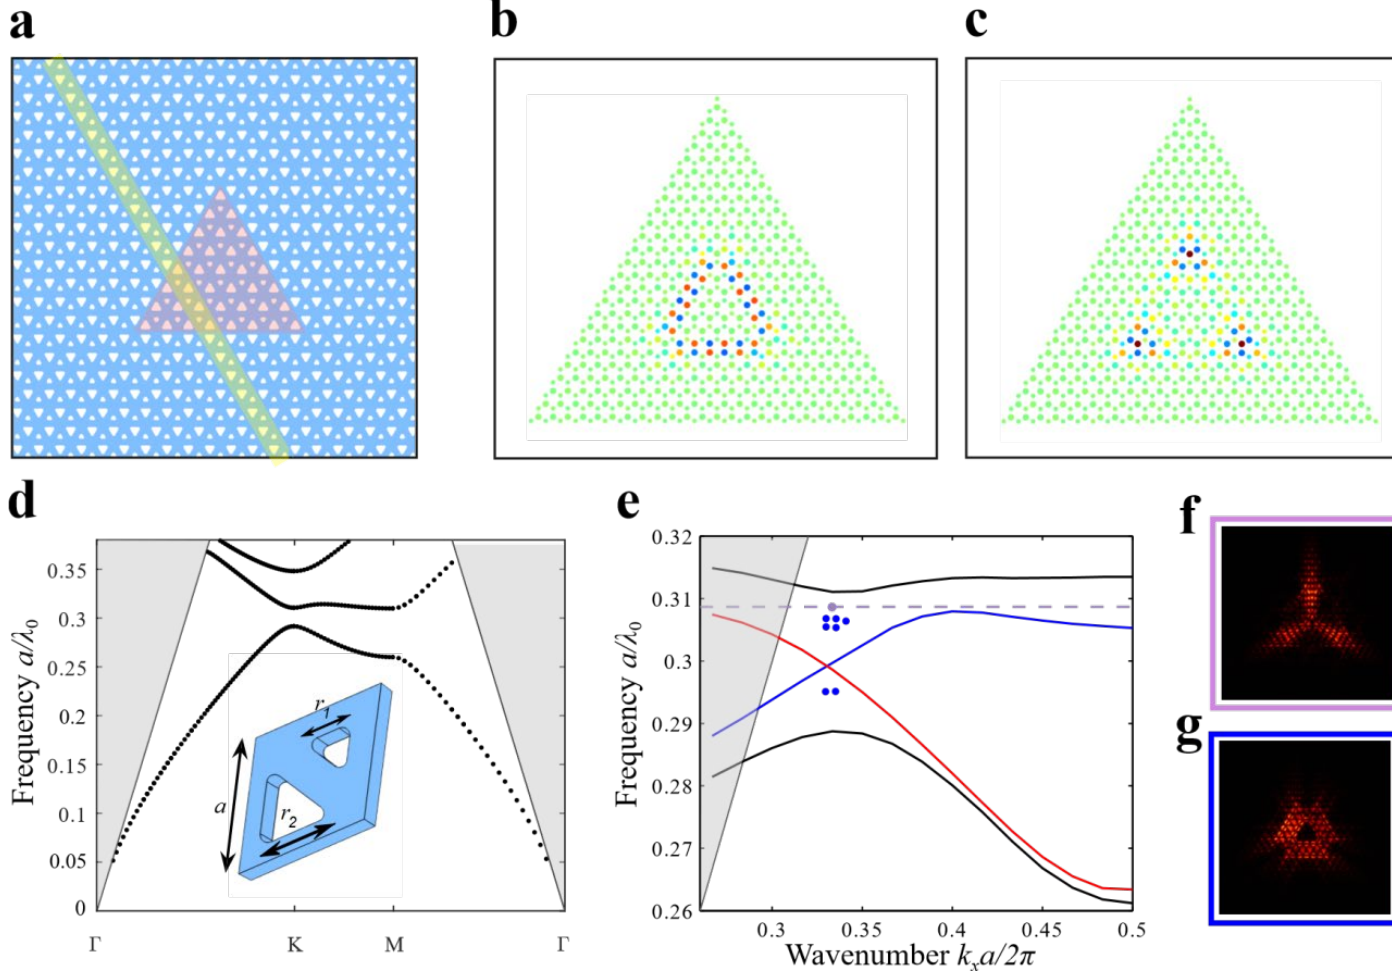 a
b
c
d
e
f
g
Frequency a/λ₀
0.35
0.3
0.25
0.2
0.15
0.1
0.05
0
Γ
K
M
Γ
a
r₁
r₂
Frequency a/λ₀
0.32
0.31
0.3
0.29
0.28
0.27
0.26
0.3
0.35
0.4
0.45
0.5
Wavenumber kₓa/2π